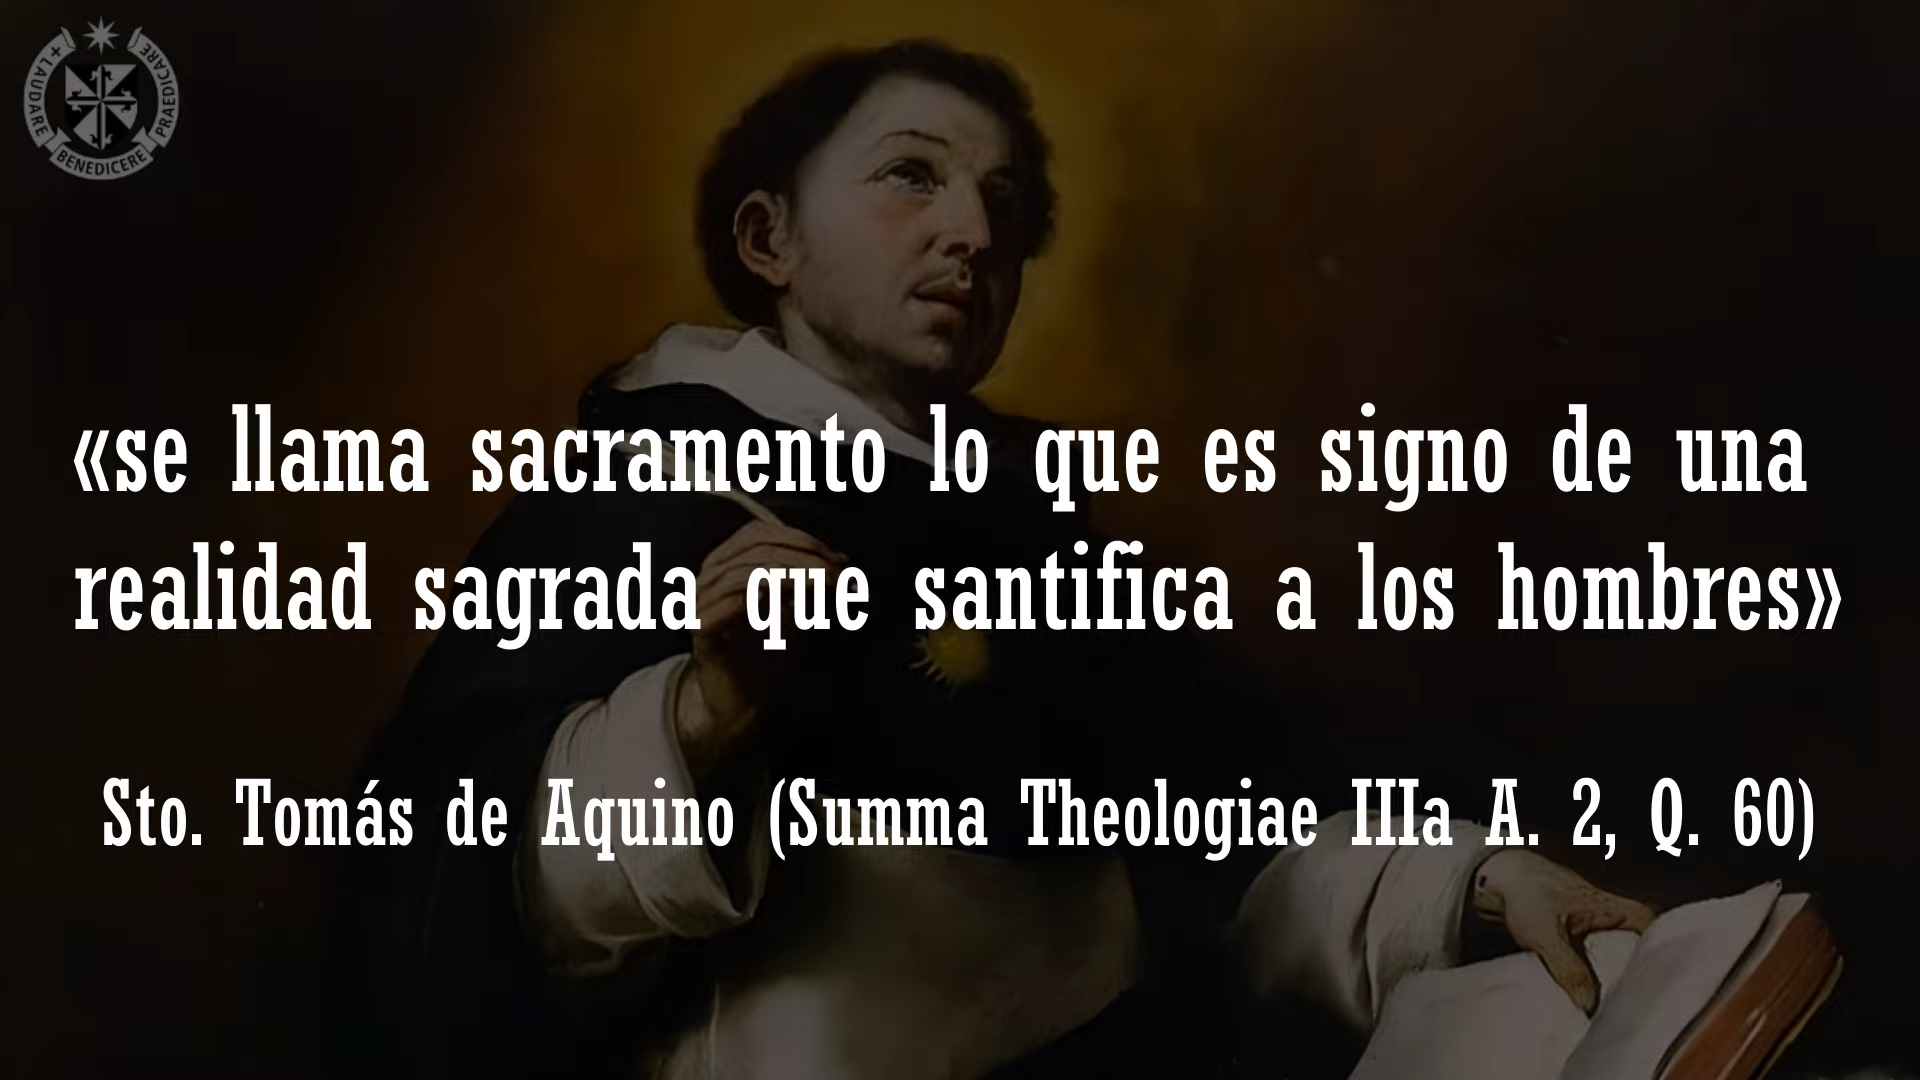 + LAUDARE
BENEDICERE
PRAEDICARE
«se llama sacramento lo que es signo de una
realidad sagrada que santifica a los hombres»
Sto. Tomás de Aquino (Summa Theologiae IIIa A. 2, Q. 60)